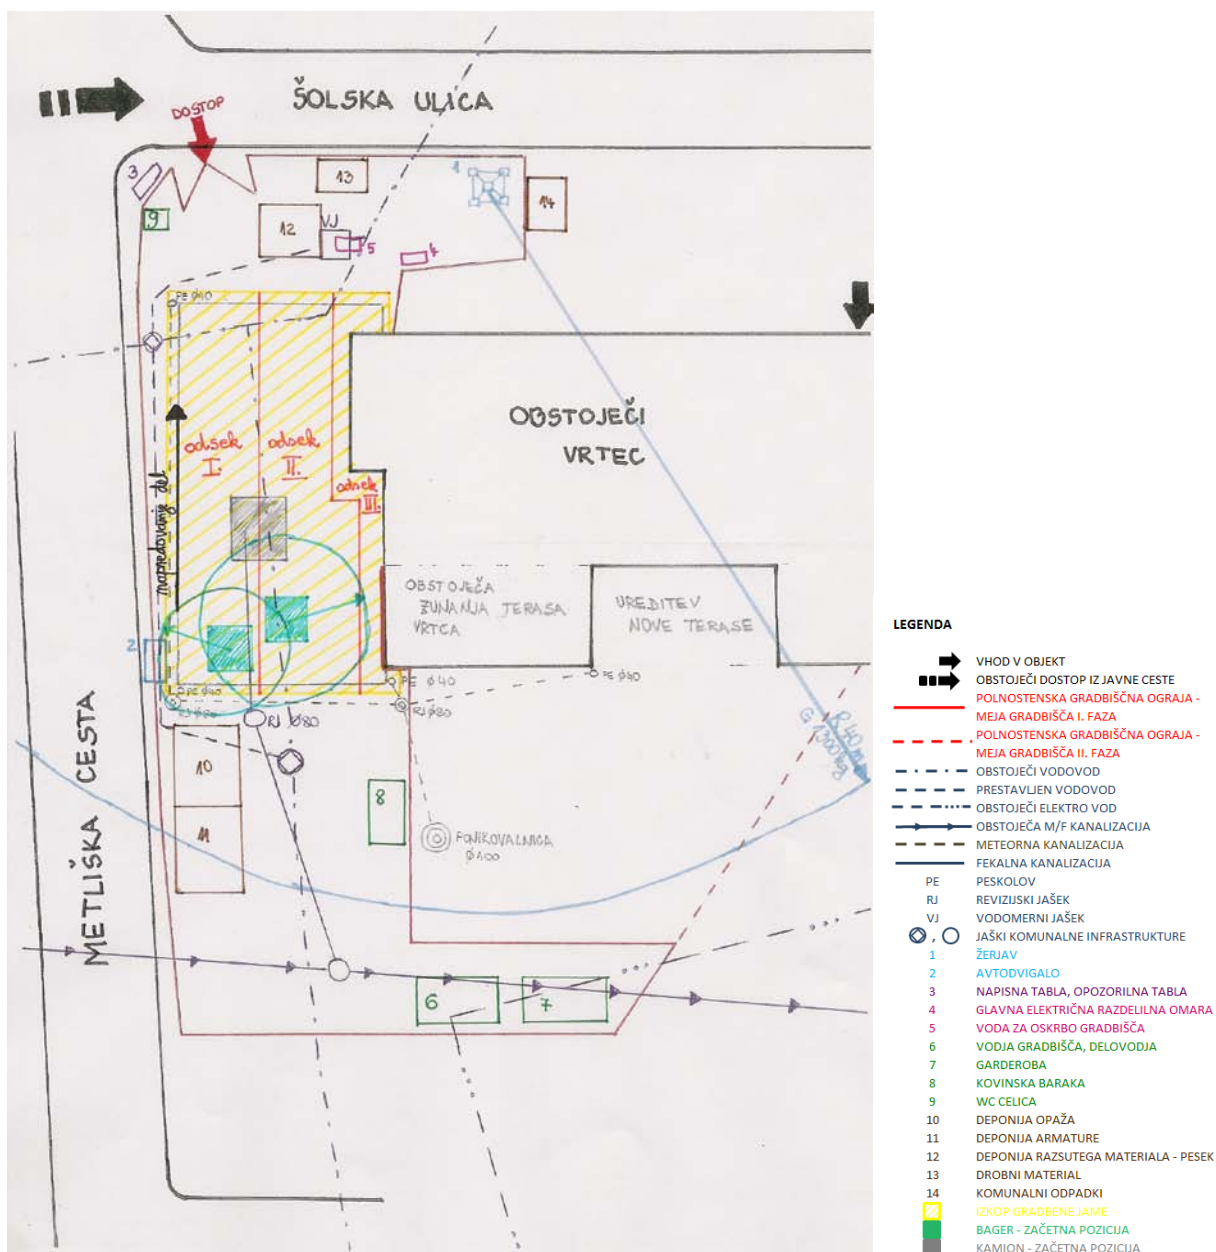 ŠOLSKA ULICA
DOSTOP
3
13
1
14
9
12
VJ
5
4
PE Ø40
OBSTOJEČI
VRTEC
odsek
I.
odsek
II.
odsek
III.
napredovanje del
OBSTOJEČA
ZUNANJA TERASA
VRTCA
UREDITEV
NOVE TERASE
2
PE Ø40
PE Ø40
PE Ø40
RJ Ø80
RJ Ø80
RJ Ø80
R 40m
G 1300kg
METLIŠKA CESTA
10
11
8
PONIKOVALNICA
Ø100
6
7
LEGENDA
VHOD V OBJEKT
OBSTOJEČI DOSTOP IZ JAVNE CESTE
POLNOSTENSKA GRADBIŠČNA OGRAJA -
MEJA GRADBIŠČA I. FAZA
POLNOSTENSKA GRADBIŠČNA OGRAJA -
MEJA GRADBIŠČA II. FAZA
OBSTOJEČI VODOVOD
PRESTAVLJEN VODOVOD
OBSTOJEČI ELEKTRO VOD
OBSTOJEČA M/F KANALIZACIJA
METEORNA KANALIZACIJA
FEKALNA KANALIZACIJA
PE PESKOLOV
RJ REVIZIJSKI JAŠEK
VJ VODOMERNI JAŠEK
, JAŠKI KOMUNALNE INFRASTRUKTURE
1 ŽERJAV
2 AVTODVIGALO
3 NAPISNA TABLA, OPOZORILNA TABLA
4 GLAVNA ELEKTRIČNA RAZDELILNA OMARA
5 VODA ZA OSKRBO GRADBIŠČA
6 VODJA GRADBIŠČA, DELOVODJA
7 GARDEROBA
8 KOVINSKA BARAKA
9 WC CELICA
10 DEPONIJA OPAŽA
11 DEPONIJA ARMATURE
12 DEPONIJA RAZSUTEGA MATERIALA - PESEK
13 DROBNI MATERIAL
14 KOMUNALNI ODPADKI
IZKOP GRADBENE JAME
BAGER - ZAČETNA POZICIJA
KAMION - ZAČETNA POZICIJA